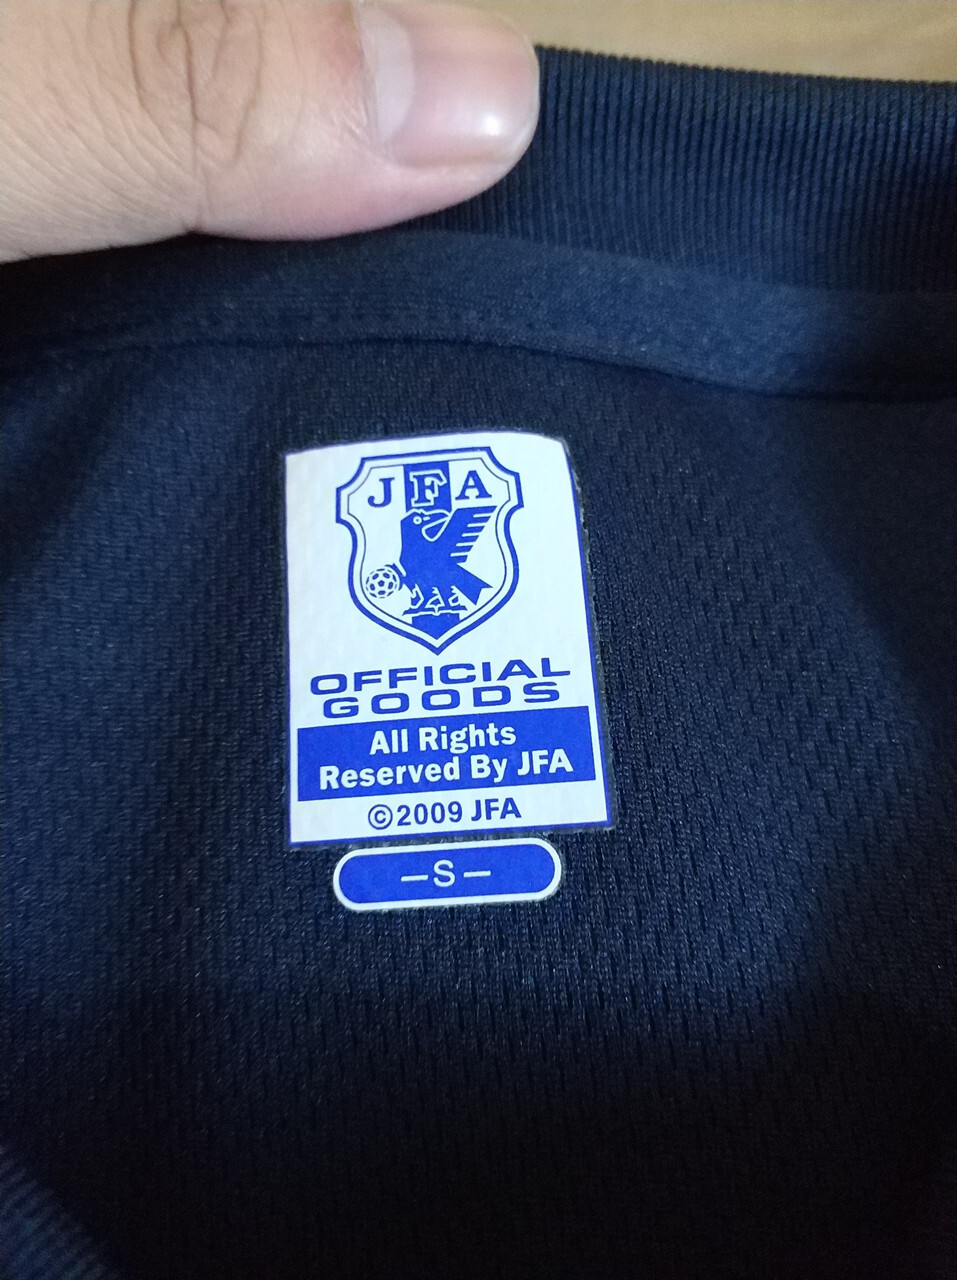 JFA
OFFICIAL
GOODS
All Rights
Reserved By JFA
©2009 JFA
—S—